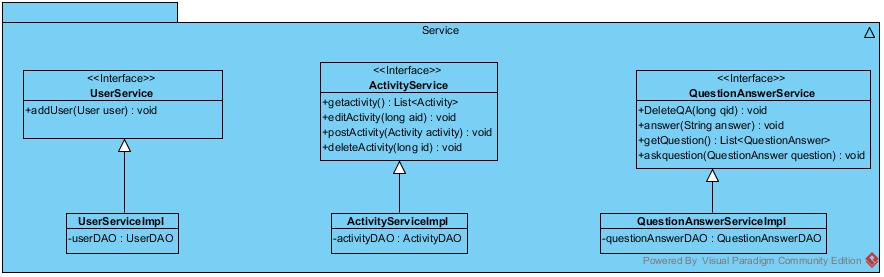 Service
<<Interface>>
UserService
+addUser(User user) : void
<<Interface>>
ActivityService
+getactivity() : List<Activity>
+editActivity(long aid) : void
+postActivity(Activity activity) : void
+deleteActivity(long id) : void
<<Interface>>
QuestionAnswerService
+DeleteQA(long qid) : void
+answer(String answer) : void
+getQuestion() : List<QuestionAnswer>
+askquestion(QuestionAnswer question) : void
UserServiceImpl
-userDAO : UserDAO
ActivityServiceImpl
-activityDAO : ActivityDAO
QuestionAnswerServiceImpl
-questionAnswerDAO : QuestionAnswerDAO
Powered By Visual Paradigm Community Edition